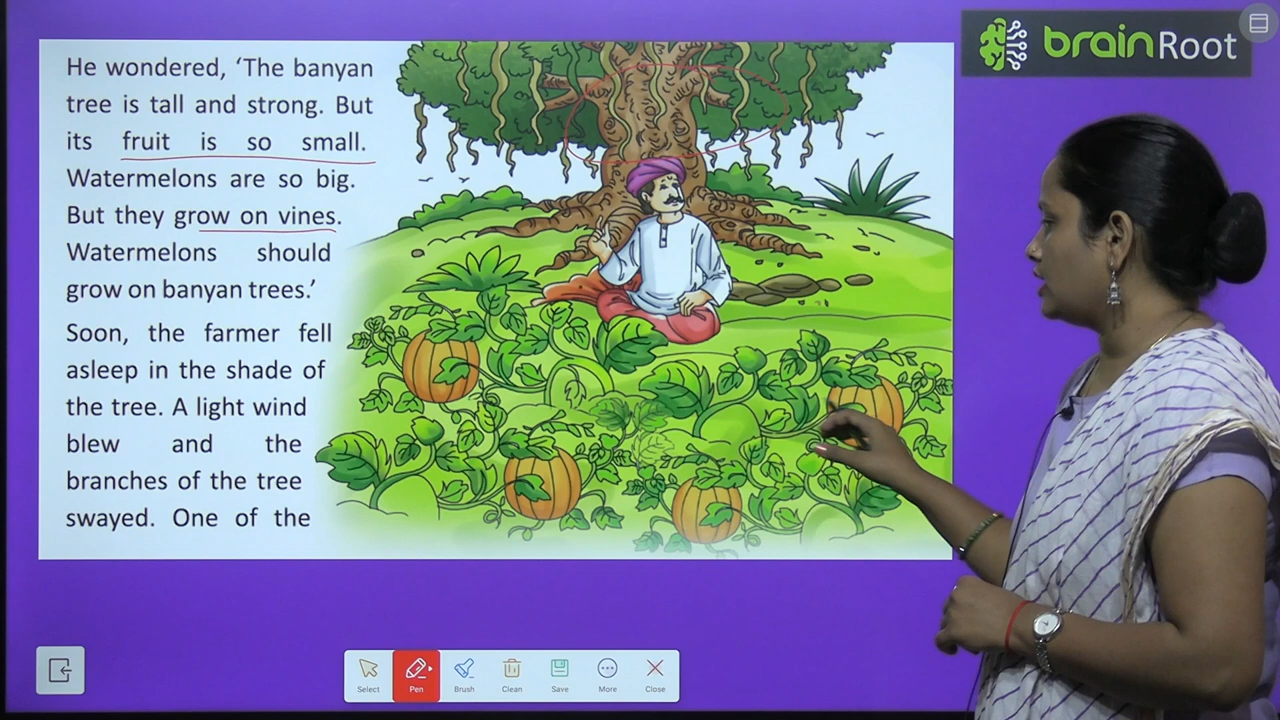 He wondered, ‘The banyan
tree is tall and strong. But
its fruit is so small.
Watermelons are so big.
But they grow on vines.
Watermelons should
grow on banyan trees.’
Soon, the farmer fell
asleep in the shade of
the tree. A light wind
blew and the
branches of the tree
swayed. One of the
brainRoot
Select
Pen
Brush
Clean
Save
More
Close